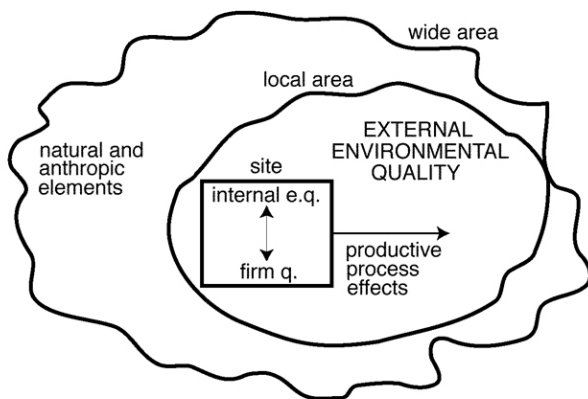 wide area
local area
EXTERNAL
ENVIRONMENTAL
QUALITY
natural and
anthropic
elements
site
internal e.q.
firm q.
productive
process
effects